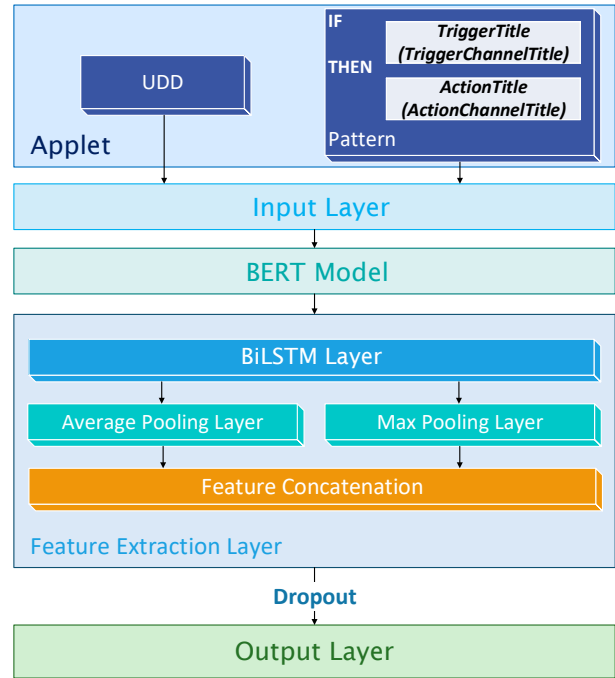 UDD
Applet
IF
TriggerTitle
(TriggerChannelTitle)
THEN
ActionTitle
(ActionChannelTitle)
Pattern
Input Layer
BERT Model
BiLSTM Layer
Average Pooling Layer
Max Pooling Layer
Feature Concatenation
Feature Extraction Layer
Dropout
Output Layer